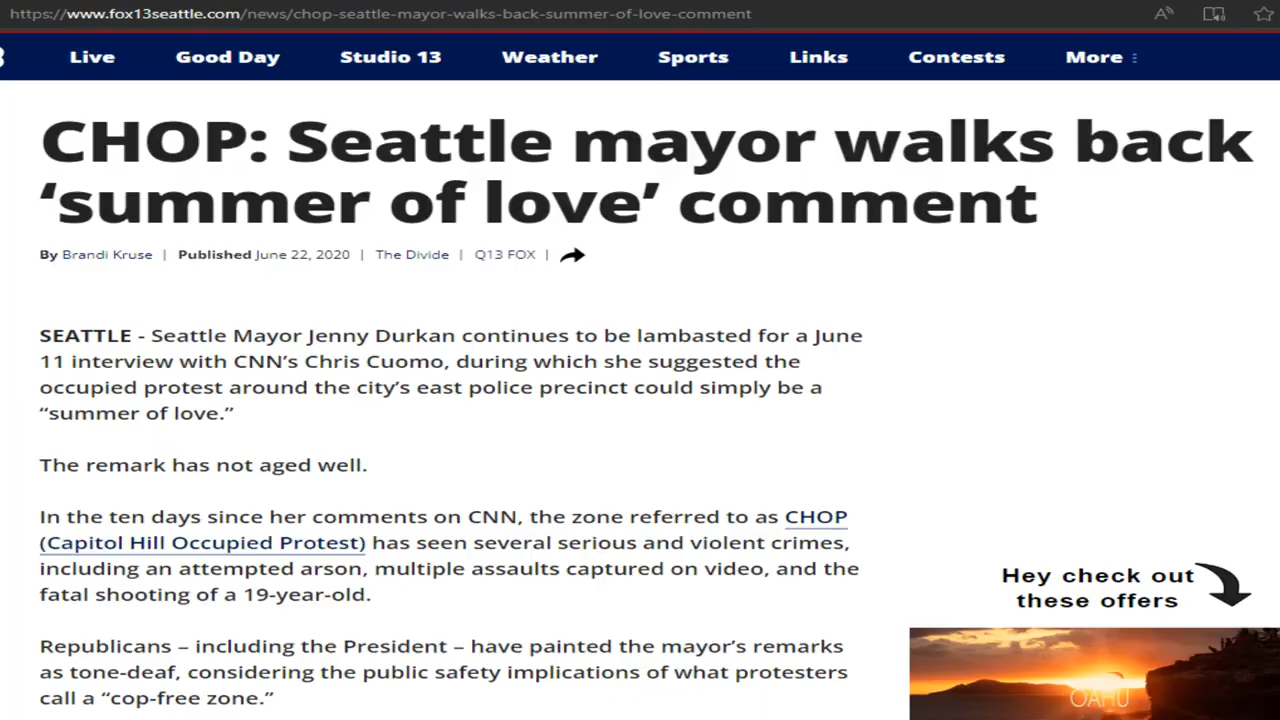 https://www.fox13seattle.com/news/chop-seattle-mayor-walks-back-summer-of-love-comment
Live Good Day Studio 13 Weather Sports Links Contests More
CHOP: Seattle mayor walks back
‘summer of love’ comment
By Brandi Kruse | Published June 22, 2020 | The Divide | Q13 FOX |
SEATTLE - Seattle Mayor Jenny Durkan continues to be lambasted for a June
11 interview with CNN’s Chris Cuomo, during which she suggested the
occupied protest around the city’s east police precinct could simply be a
“summer of love.”
The remark has not aged well.
In the ten days since her comments on CNN, the zone referred to as CHOP
(Capitol Hill Occupied Protest) has seen several serious and violent crimes,
including an attempted arson, multiple assaults captured on video, and the
fatal shooting of a 19-year-old.
Republicans – including the President – have painted the mayor’s remarks
as tone-deaf, considering the public safety implications of what protesters
call a “cop-free zone.”
Hey check out
these offers
OAHU